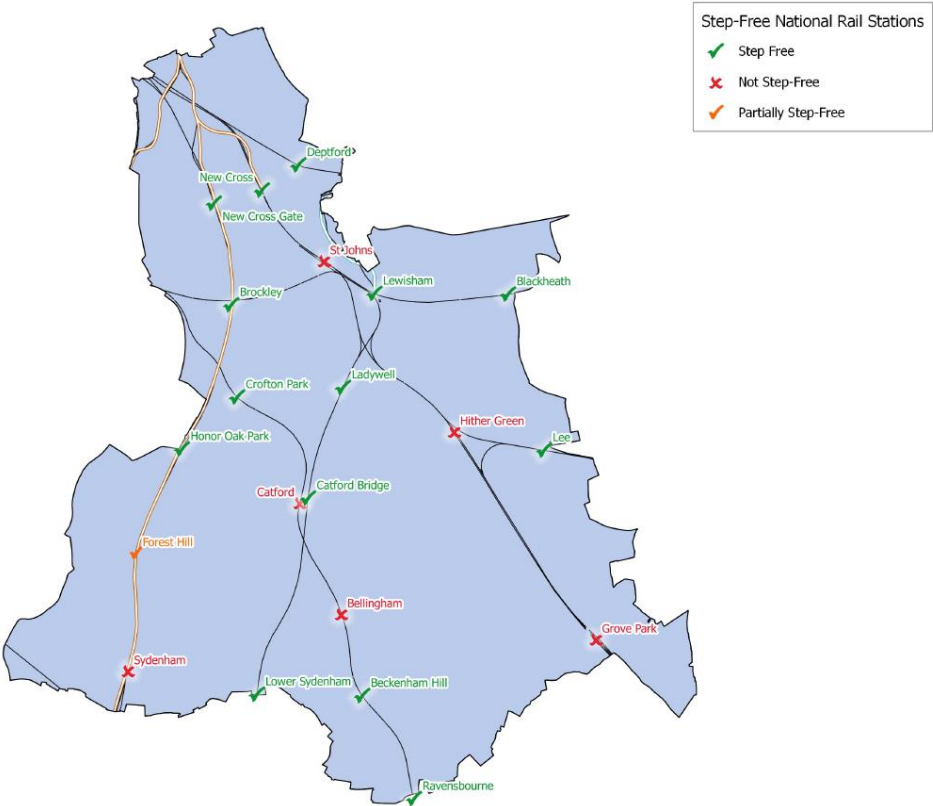 Step-Free National Rail Stations
Step Free
Not Step-Free
Partially Step-Free
Deptford
New Cross
New Cross Gate
St Johns
Lewisham
Blackheath
Brockley
Ladywell
Crofton Park
Hither Green
Honor Oak Park
Lee
Catford Bridge
Catford
Forest Hill
Bellingham
Grove Park
Sydenham
Lower Sydenham
Beckenham Hill
Ravensbourne